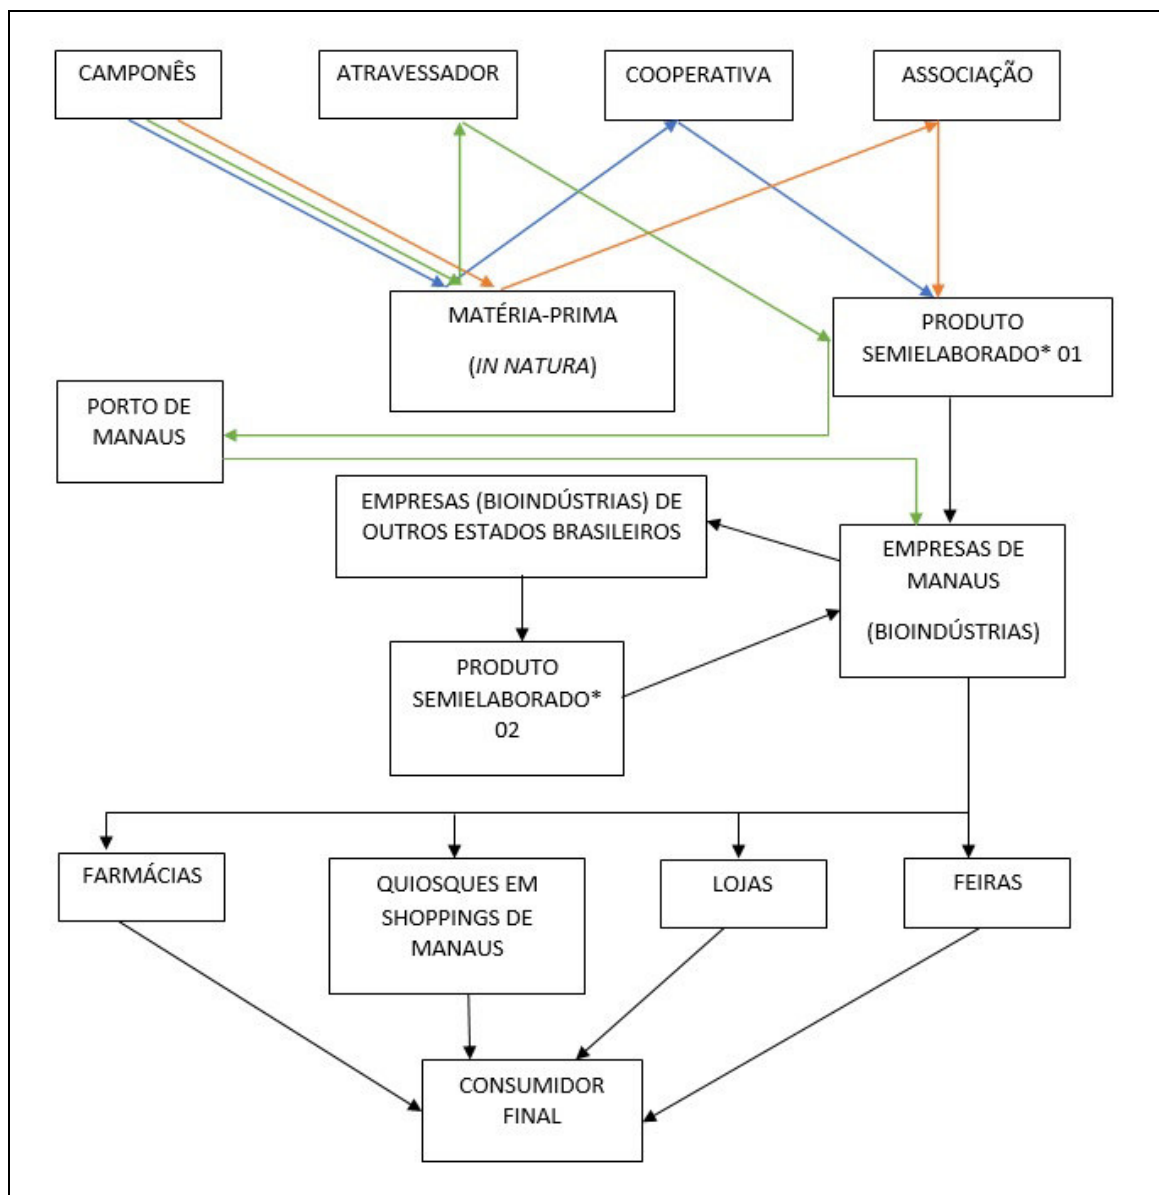 CAMPONÊS
ATRAVESSADOR
COOPERATIVA
ASSOCIAÇÃO
MATÉRIA-PRIMA
(IN NATURA)
PRODUTO
SEMIELABORADO* 01
PORTO DE
MANAUS
EMPRESAS (BIOINDÚSTRIAS) DE
OUTROS ESTADOS BRASILEIROS
EMPRESAS DE
MANAUS
(BIOINDÚSTRIAS)
PRODUTO
SEMIELABORADO*
02
FARMÁCIAS
QUIOSQUES EM
SHOPPINGS DE
MANAUS
LOJAS
FEIRAS
CONSUMIDOR
FINAL